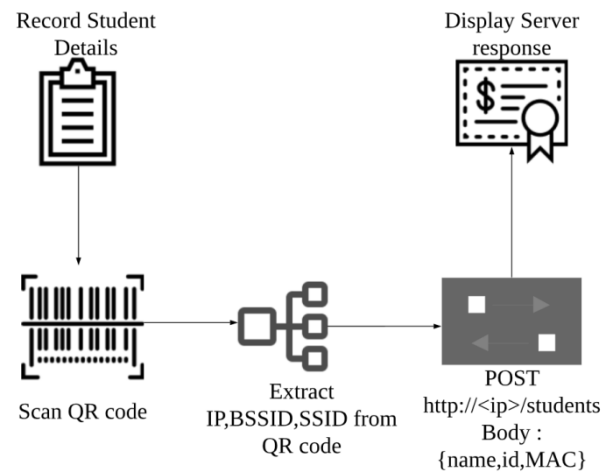 Record Student
Details
Display Server
response
$
Scan QR code
Extract
IP,BSSID,SSID from
QR code
POST
http://<ip>/students
Body :
{name,id,MAC}